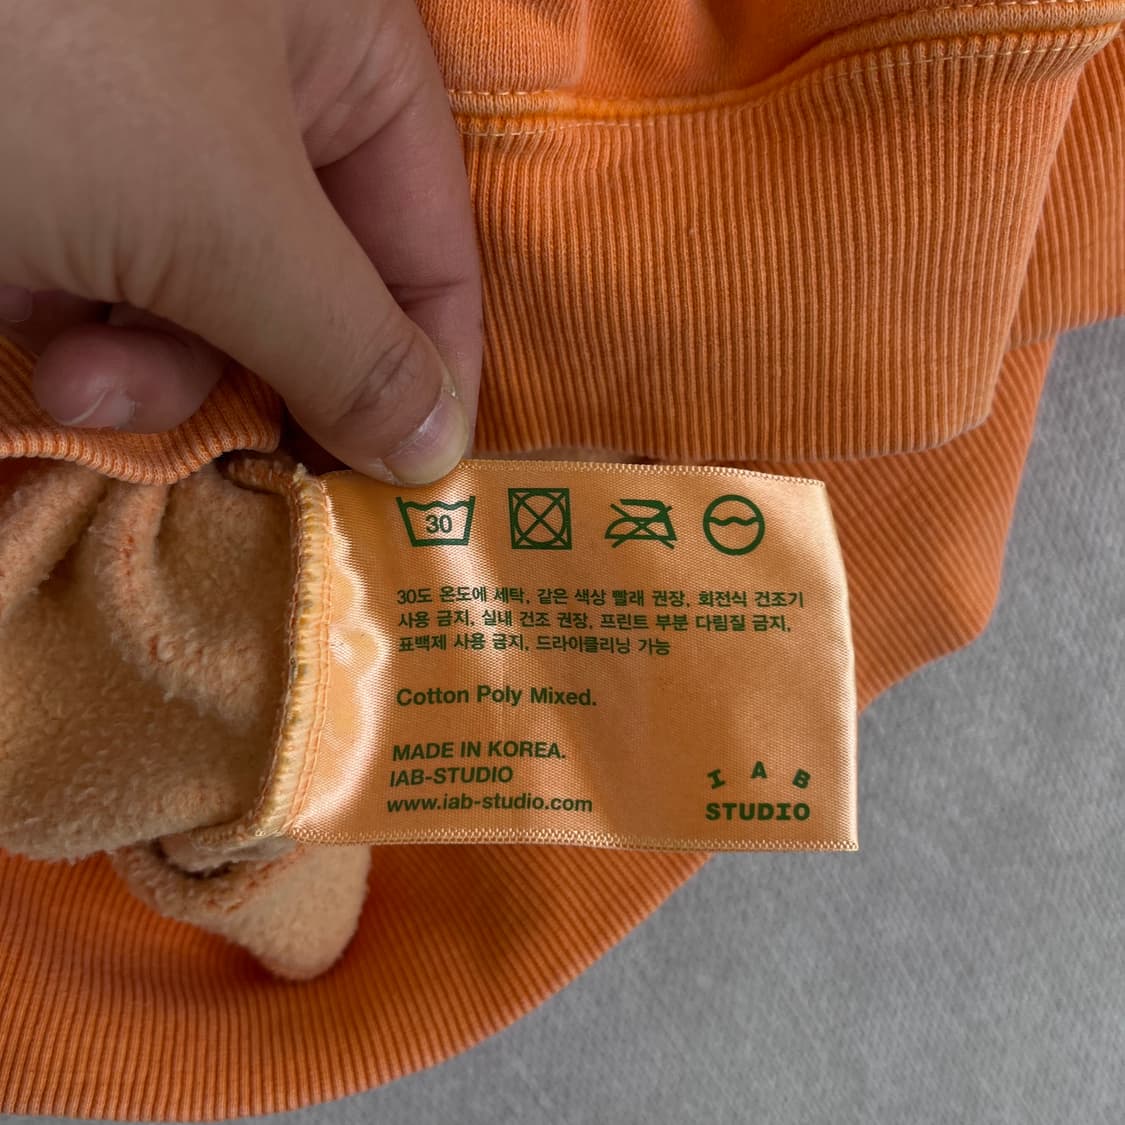 30
30도 온도에 세탁, 같은 색상 빨래 권장, 회전식 건조기
사용 금지, 실내 건조 권장, 프린트 부분 다림질 금지,
표백제 사용 금지, 드라이클리닝 가능
Cotton Poly Mixed.
MADE IN KOREA.
IAB-STUDIO
www.iab-studio.com
I A B
STUDIO